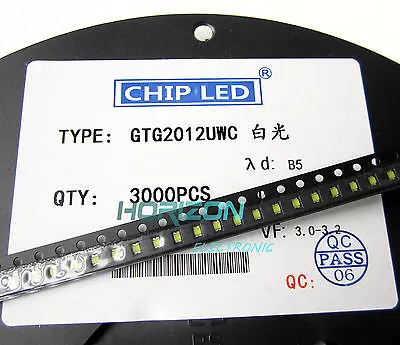 CHIP LED®
TYPE: GTG2012UWC 白光
λd: B5
QTY: 3000PCS
HORIZON
ELECTRONIC
VF: 3.0-3.2
QC:
QC
PASS
06